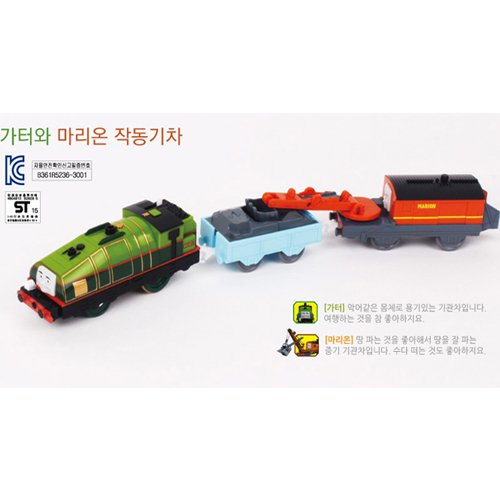 가터와 마리온 작동기차
KC
자율안전확인신고필증번호
B361R5236-3001
ST 15
MARION
[가터] 악어같은 몸체로 용기있는 기관차입니다.
여행하는 것을 참 좋아하지요.
[마리온] 땅 파는 것을 좋아해서 땅을 잘 파는
증기 기관차입니다. 수다 떠는 것도 좋아하지요.